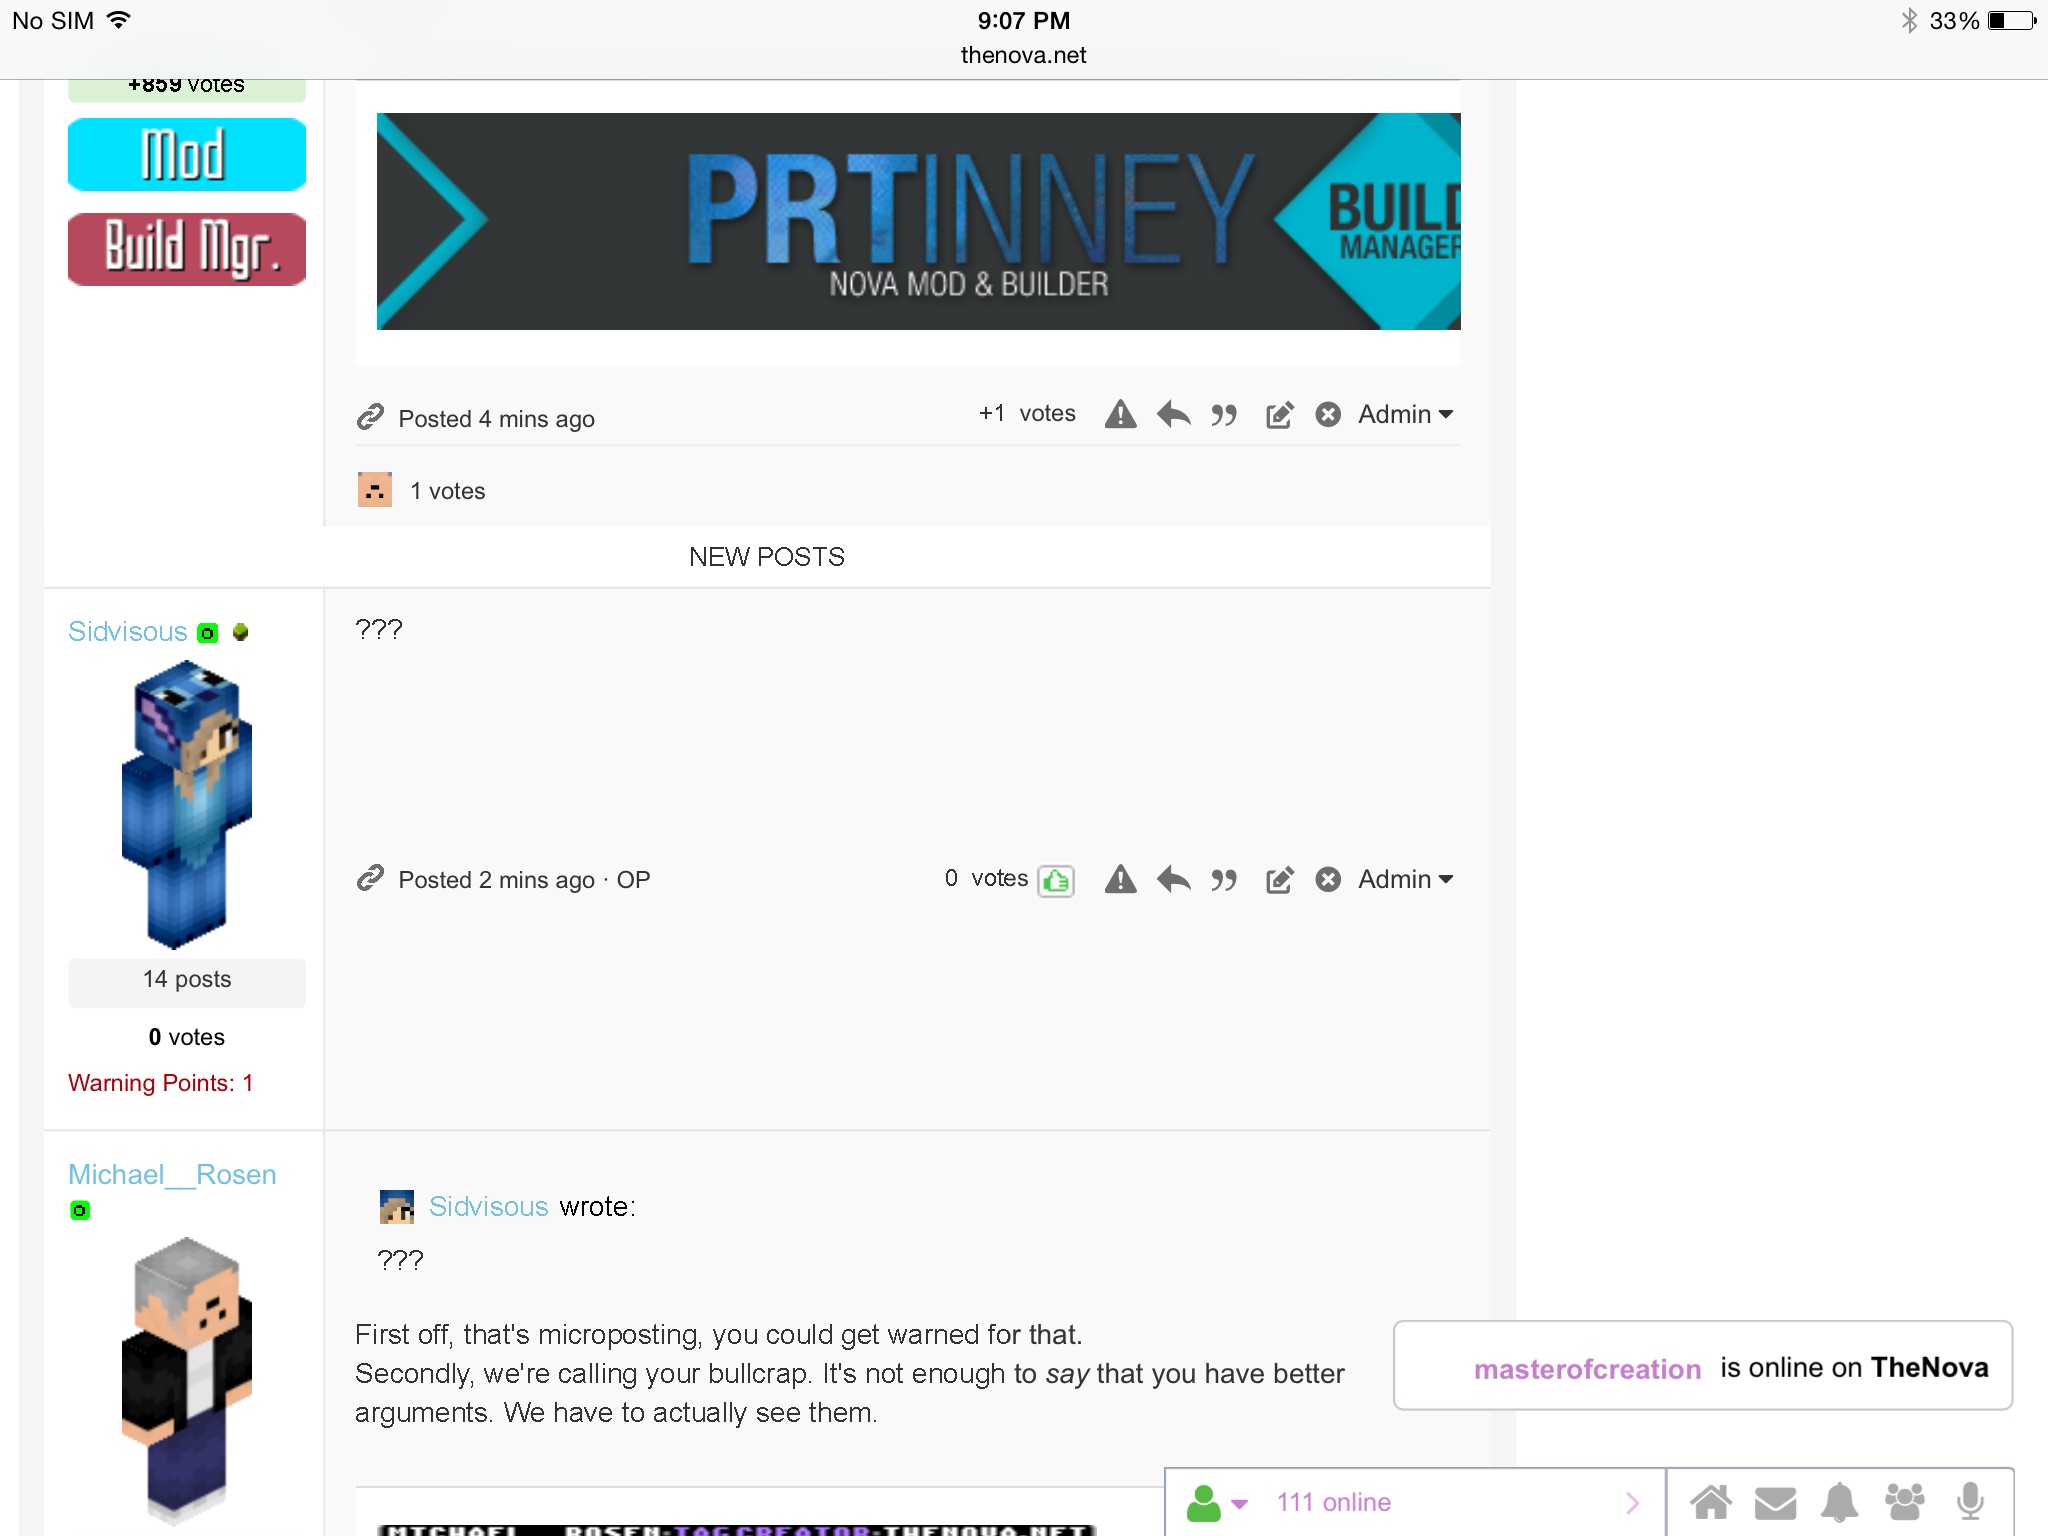 No SIM 9:07 PM 33%
thenova.net
+859 votes
Mod
Build Mgr.
PRTINNEY
NOVA MOD & BUILDER
BUILD
MANAGER
Posted 4 mins ago +1 votes Admin
1 votes
NEW POSTS
Sidvisous
???
Posted 2 mins ago · OP 0 votes Admin
14 posts
0 votes
Warning Points: 1
Michael__Rosen
Sidvisous wrote:
???
First off, that's microposting, you could get warned for that.
Secondly, we're calling your bullcrap. It's not enough to say that you have better
arguments. We have to actually see them.
masterofcreation is online on TheNova
111 online
MICHAEL__ROSEN-TAGCREATOR-THENOVA.NET